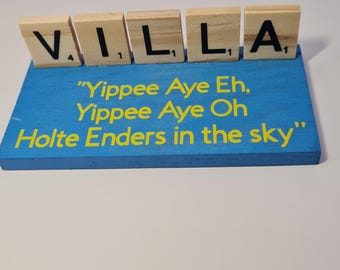 VILLA
"Yippee Aye Eh,
Yippee Aye Oh
Holte Enders in the sky"